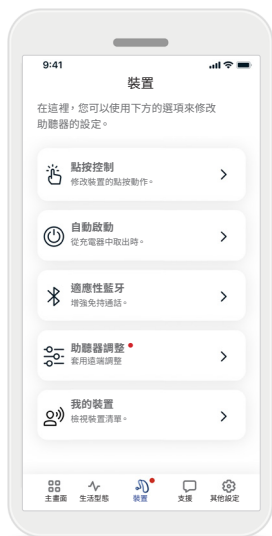 9:41
裝置
在這裡，您可以使用下方的選項來修改
助聽器的設定。
點按控制
修改裝置的點按動作。
自動啟動
從充電器中取出時。
適應性藍牙
增強免持通話。
助聽器調整
套用遠端調整
我的裝置
檢視裝置清單。
主畫面 生活型態 裝置 支援 其他設定